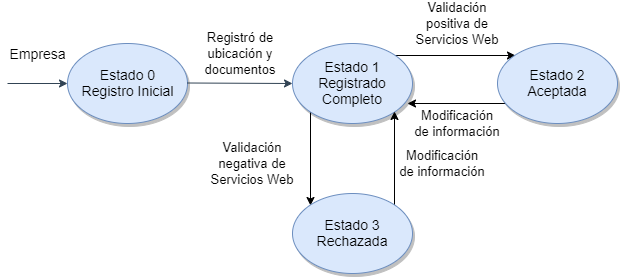 Empresa
Estado 0
Registro Inicial
Registró de
ubicación y
documentos
Estado 1
Registrado
Completo
Validación
positiva de
Servicios Web
Estado 2
Aceptada
Modificación
de información
Validación
negativa de
Servicios Web
Modificación
de información
Estado 3
Rechazada